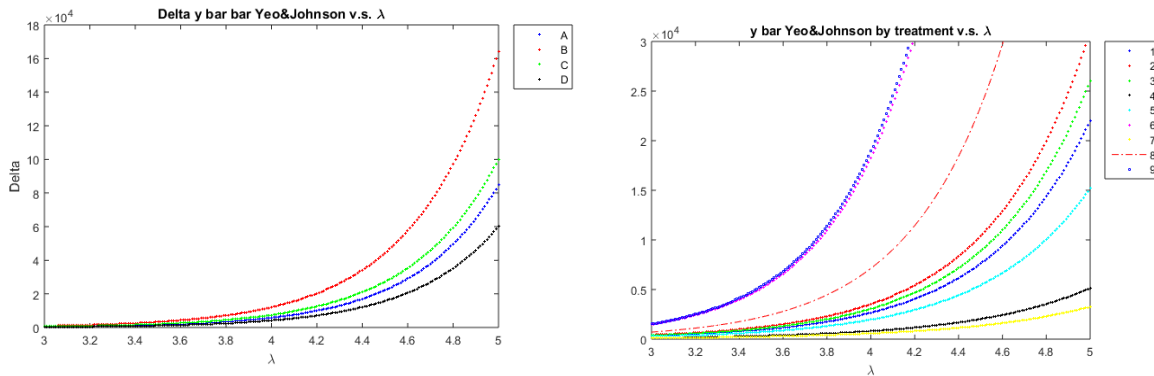 Delta y bar bar Yeo&Johnson v.s. λ
×10^4
18
16
14
12
10
8
6
4
2
0
Delta
3 3.2 3.4 3.6 3.8 4 4.2 4.4 4.6 4.8 5
λ
A
B
C
D
y bar Yeo&Johnson by treatment v.s. λ
×10^4
3
2.5
2
1.5
1
0.5
0
3 3.2 3.4 3.6 3.8 4 4.2 4.4 4.6 4.8 5
λ
1
2
3
4
5
6
7
8
9